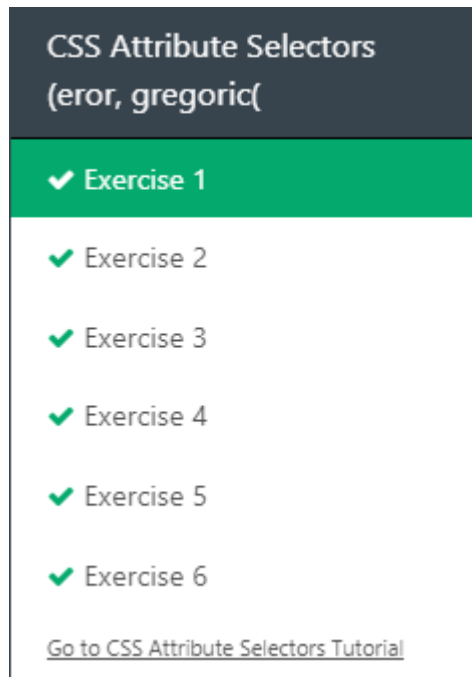 CSS Attribute Selectors
(eror, gregoric(
Exercise 1
Exercise 2
Exercise 3
Exercise 4
Exercise 5
Exercise 6
Go to CSS Attribute Selectors Tutorial